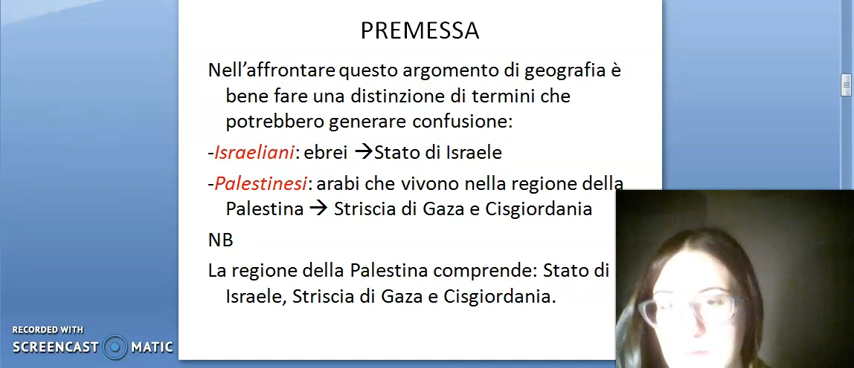 PREMESSA
Nell'affrontare questo argomento di geografia è
bene fare una distinzione di termini che
potrebbero generare confusione:
-Israeliani: ebrei →Stato di Israele
-Palestinesi: arabi che vivono nella regione della
Palestina → Striscia di Gaza e Cisgiordania
NB
La regione della Palestina comprende: Stato di
Israele, Striscia di Gaza e Cisgiordania.
RECORDED WITH
SCREENCAST MATIC